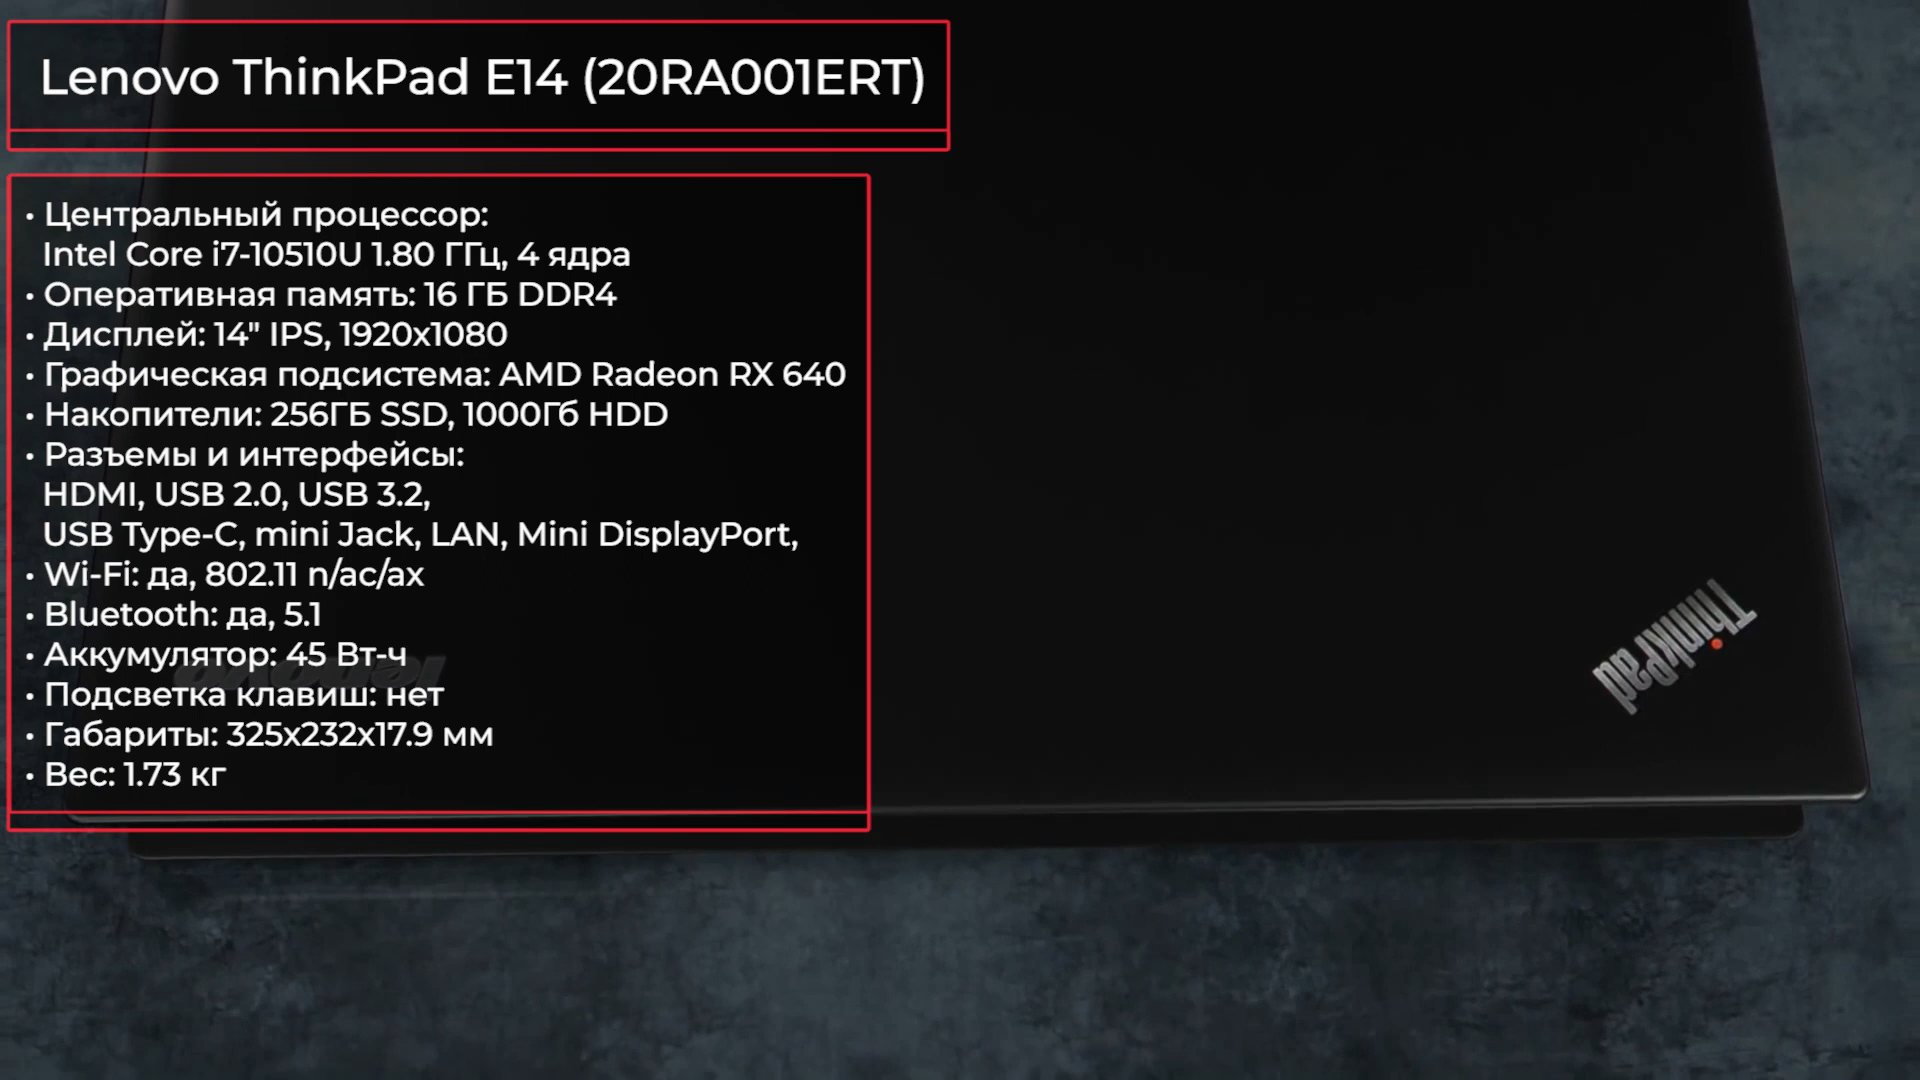 Lenovo ThinkPad E14 (20RA001ERT)
• Центральный процессор:
Intel Core i7-10510U 1.80 ГГц, 4 ядра
• Оперативная память: 16 ГБ DDR4
• Дисплей: 14" IPS, 1920x1080
• Графическая подсистема: AMD Radeon RX 640
• Накопители: 256ГБ SSD, 1000Гб HDD
• Разъемы и интерфейсы:
HDMI, USB 2.0, USB 3.2,
USB Type-C, mini Jack, LAN, Mini DisplayPort,
• Wi-Fi: да, 802.11 n/ac/ax
• Bluetooth: да, 5.1
• Аккумулятор: 45 Вт-ч
• Подсветка клавиш: нет
• Габариты: 325x232x17.9 мм
• Вес: 1.73 кг
lenovo
ThinkPad